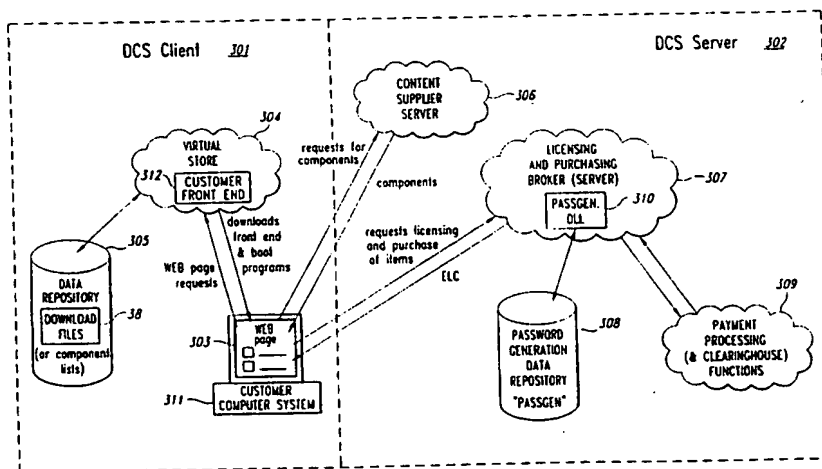 DCS Client 301
DCS Server 302
304
VIRTUAL
STORE
312
CUSTOMER
FRONT END
305
DATA
REPOSITORY
DOWNLOAD
FILES
38
(or component
lists)
WEB page
requests
downloads
front end
& boot
programs
303
WEB
page
311
CUSTOMER
COMPUTER SYSTEM
CONTENT
SUPPLIER
SERVER
306
requests for
components
components
LICENSING
AND PURCHASING
BROKER (SERVER)
307
PASSGEN.
DLL
310
requests licensing
and purchase
of items
ELC
PASSWORD
GENERATION
DATA
REPOSITORY
"PASSGEN"
308
309
PAYMENT
PROCESSING
(& CLEARINGHOUSE)
FUNCTIONS